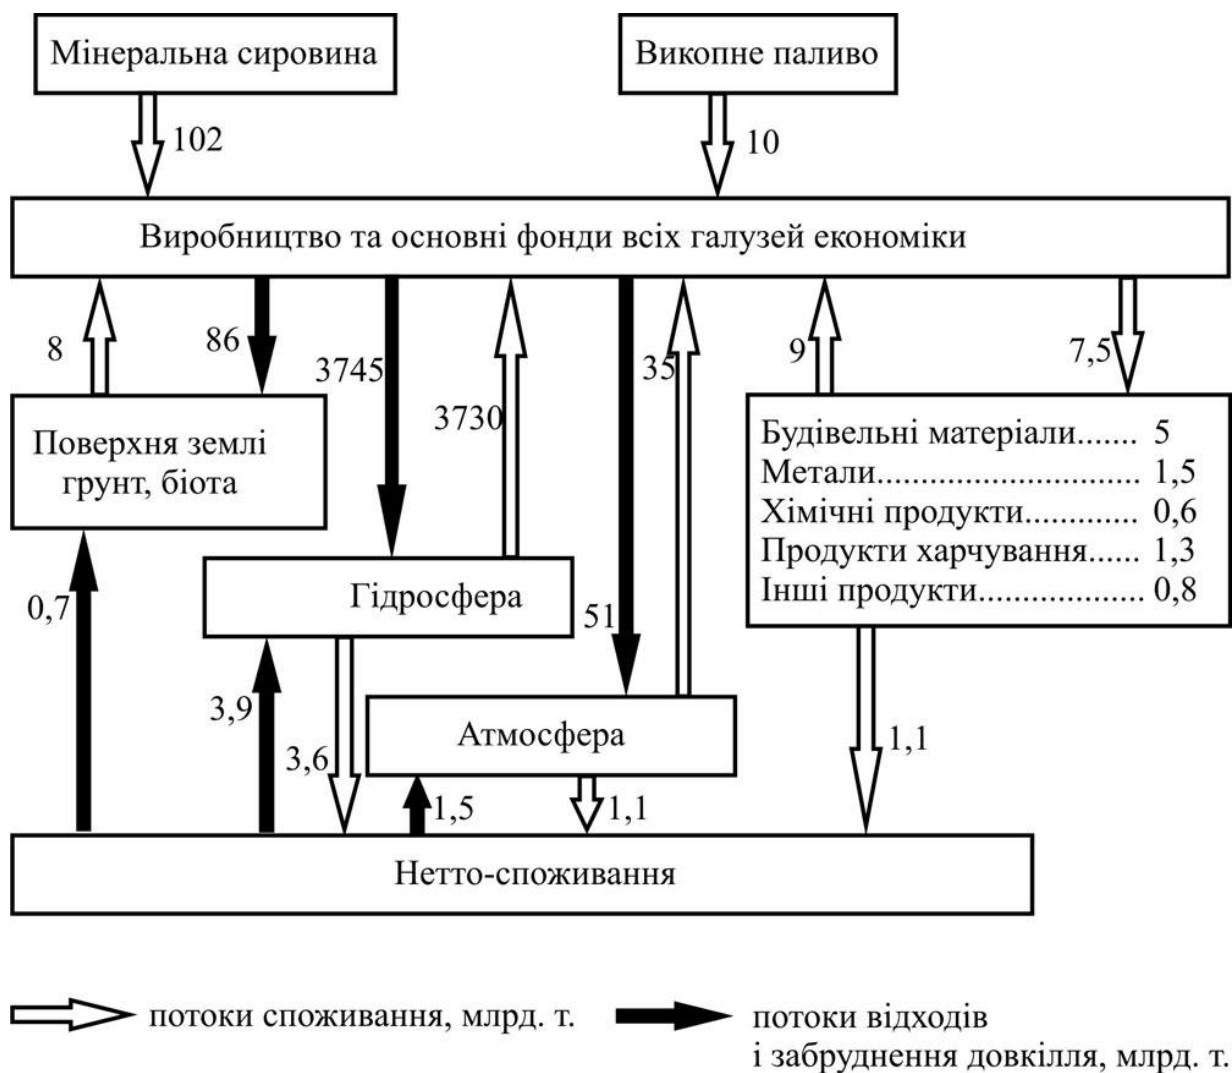 Мінеральна сировина
Викопне паливо
102
10
Виробництво та основні фонди всіх галузей економіки
8
86
3745
3730
35
9
7,5
Поверхня землі
грунт, біота
Будівельні матеріали....... 5
Метали............................. 1,5
Хімічні продукти............ 0,6
Продукти харчування...... 1,3
Інші продукти.................. 0,8
Гідросфера
0,7
51
3,9
3,6
Атмосфера
1,1
1,5
1,1
Нетто-споживання
потоки споживання, млрд. т.
потоки відходів
і забруднення довкілля, млрд. т.